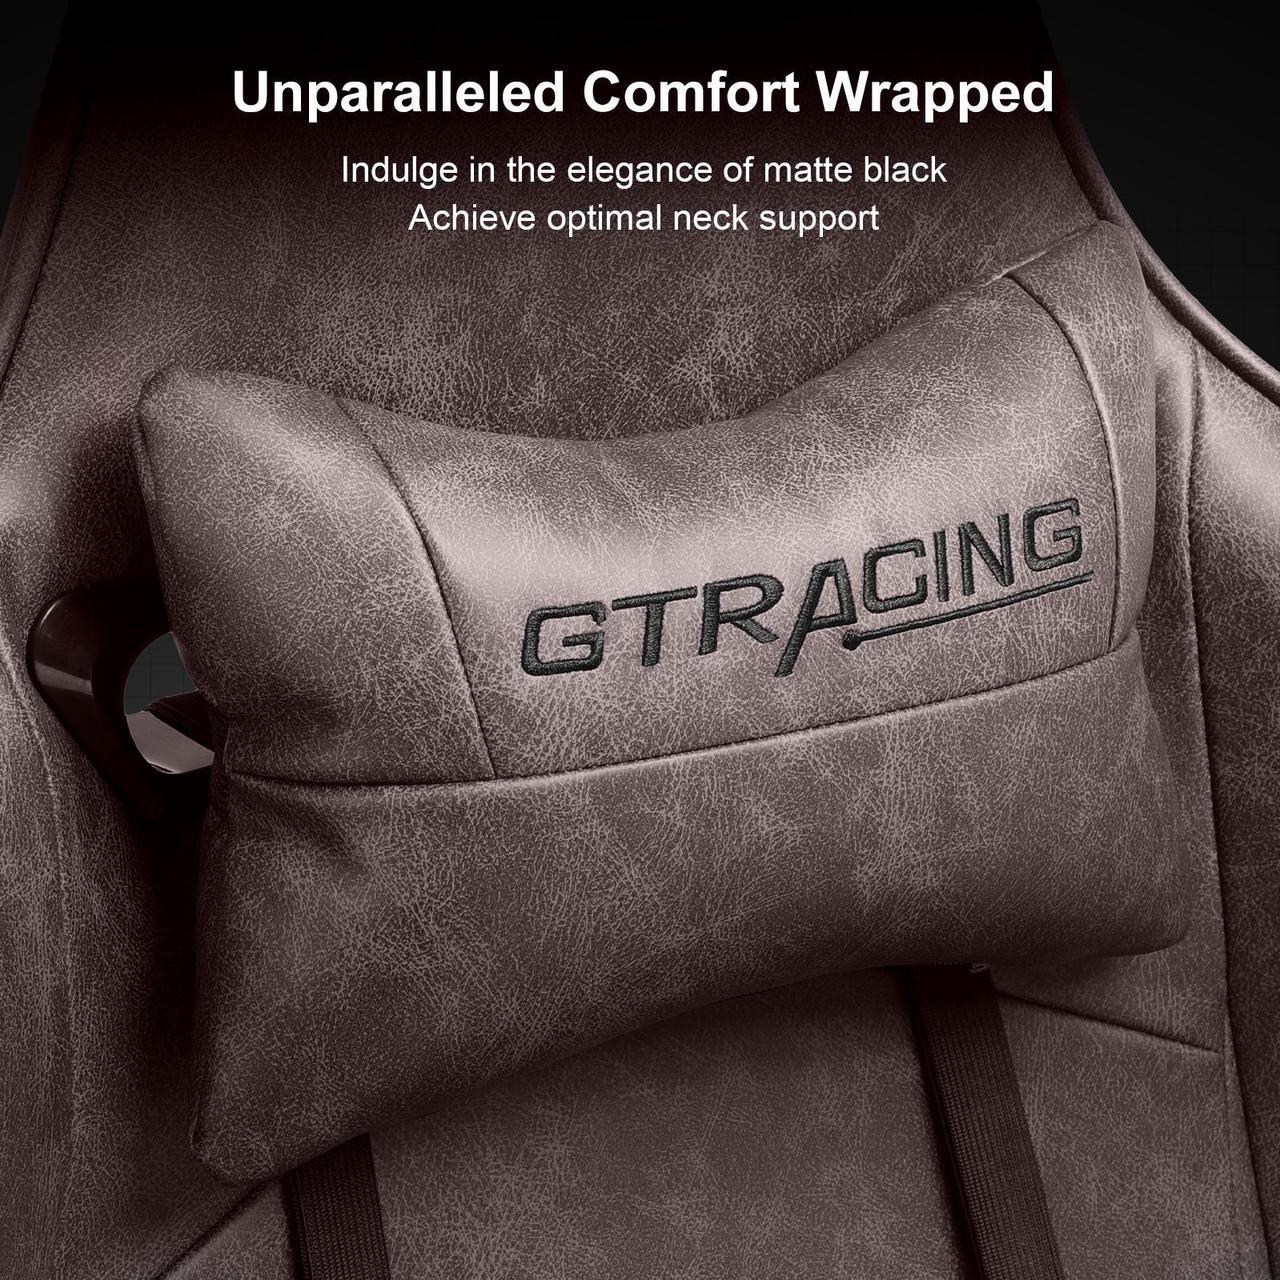 Unparalleled Comfort Wrapped
Indulge in the elegance of matte black
Achieve optimal neck support
GTRACING